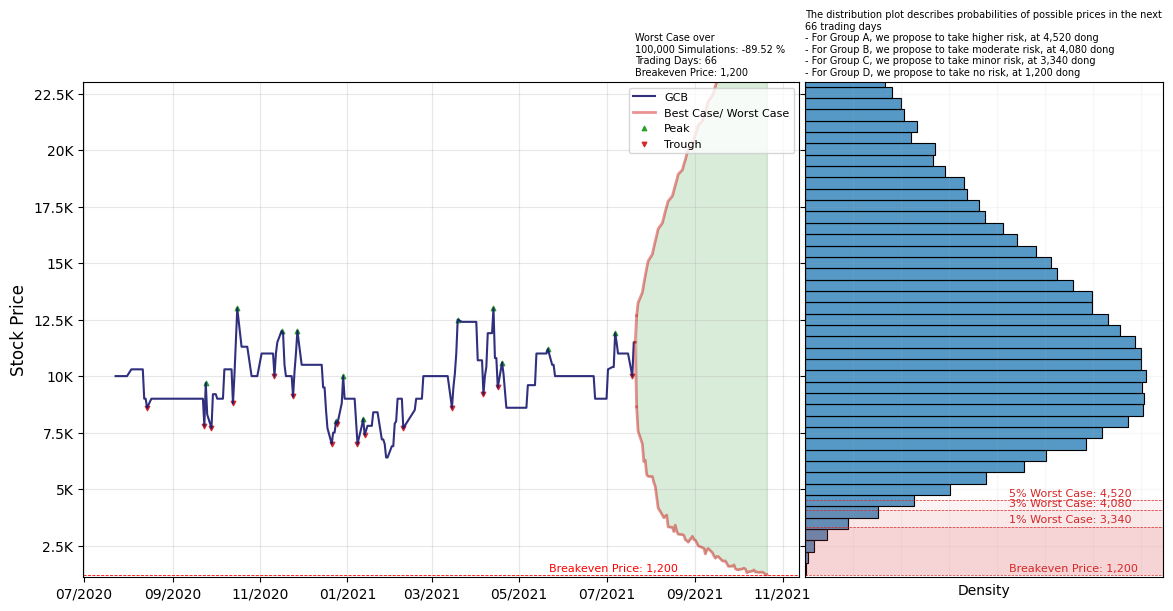 The distribution plot describes probabilities of possible prices in the next
66 trading days
- For Group A, we propose to take higher risk, at 4,520 dong
- For Group B, we propose to take moderate risk, at 4,080 dong
- For Group C, we propose to take minor risk, at 3,340 dong
- For Group D, we propose to take no risk, at 1,200 dong
Worst Case over
100,000 Simulations: -89.52 %
Trading Days: 66
Breakeven Price: 1,200
GCB
Best Case/ Worst Case
Peak
Trough
Stock Price
22.5K
20K
17.5K
15K
12.5K
10K
7.5K
5K
2.5K
Breakeven Price: 1,200
07/2020
09/2020
11/2020
01/2021
03/2021
05/2021
07/2021
09/2021
11/2021
5% Worst Case: 4,520
3% Worst Case: 4,080
1% Worst Case: 3,340
Breakeven Price: 1,200
Density